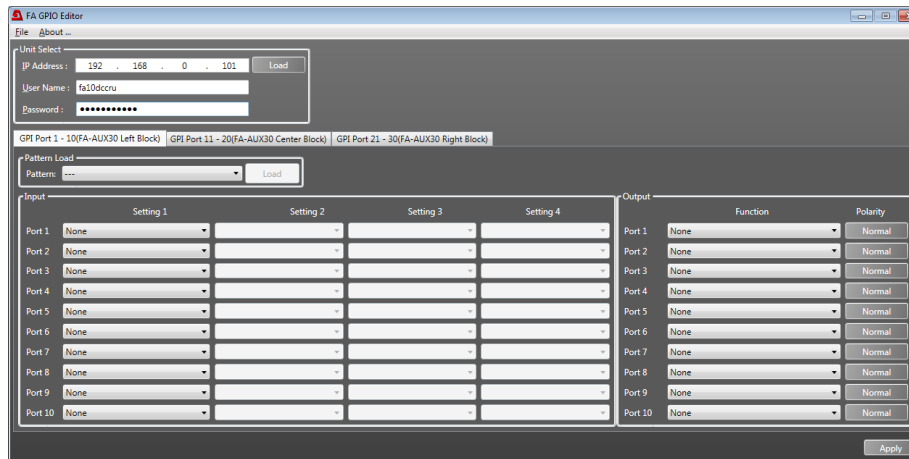 FA GPIO Editor
File About ...
Unit Select
IP Address : 192 . 168 . 0 . 101 Load
User Name : fa10dccru
Password : •••••••••••
GPI Port 1 - 10(FA-AUX30 Left Block) GPI Port 11 - 20(FA-AUX30 Center Block) GPI Port 21 - 30(FA-AUX30 Right Block)
Pattern Load
Pattern: --- Load
Input Output
Setting 1 Setting 2 Setting 3 Setting 4 Function Polarity
Port 1 None Port 1 None Normal
Port 2 None Port 2 None Normal
Port 3 None Port 3 None Normal
Port 4 None Port 4 None Normal
Port 5 None Port 5 None Normal
Port 6 None Port 6 None Normal
Port 7 None Port 7 None Normal
Port 8 None Port 8 None Normal
Port 9 None Port 9 None Normal
Port 10 None Port 10 None Normal
Apply